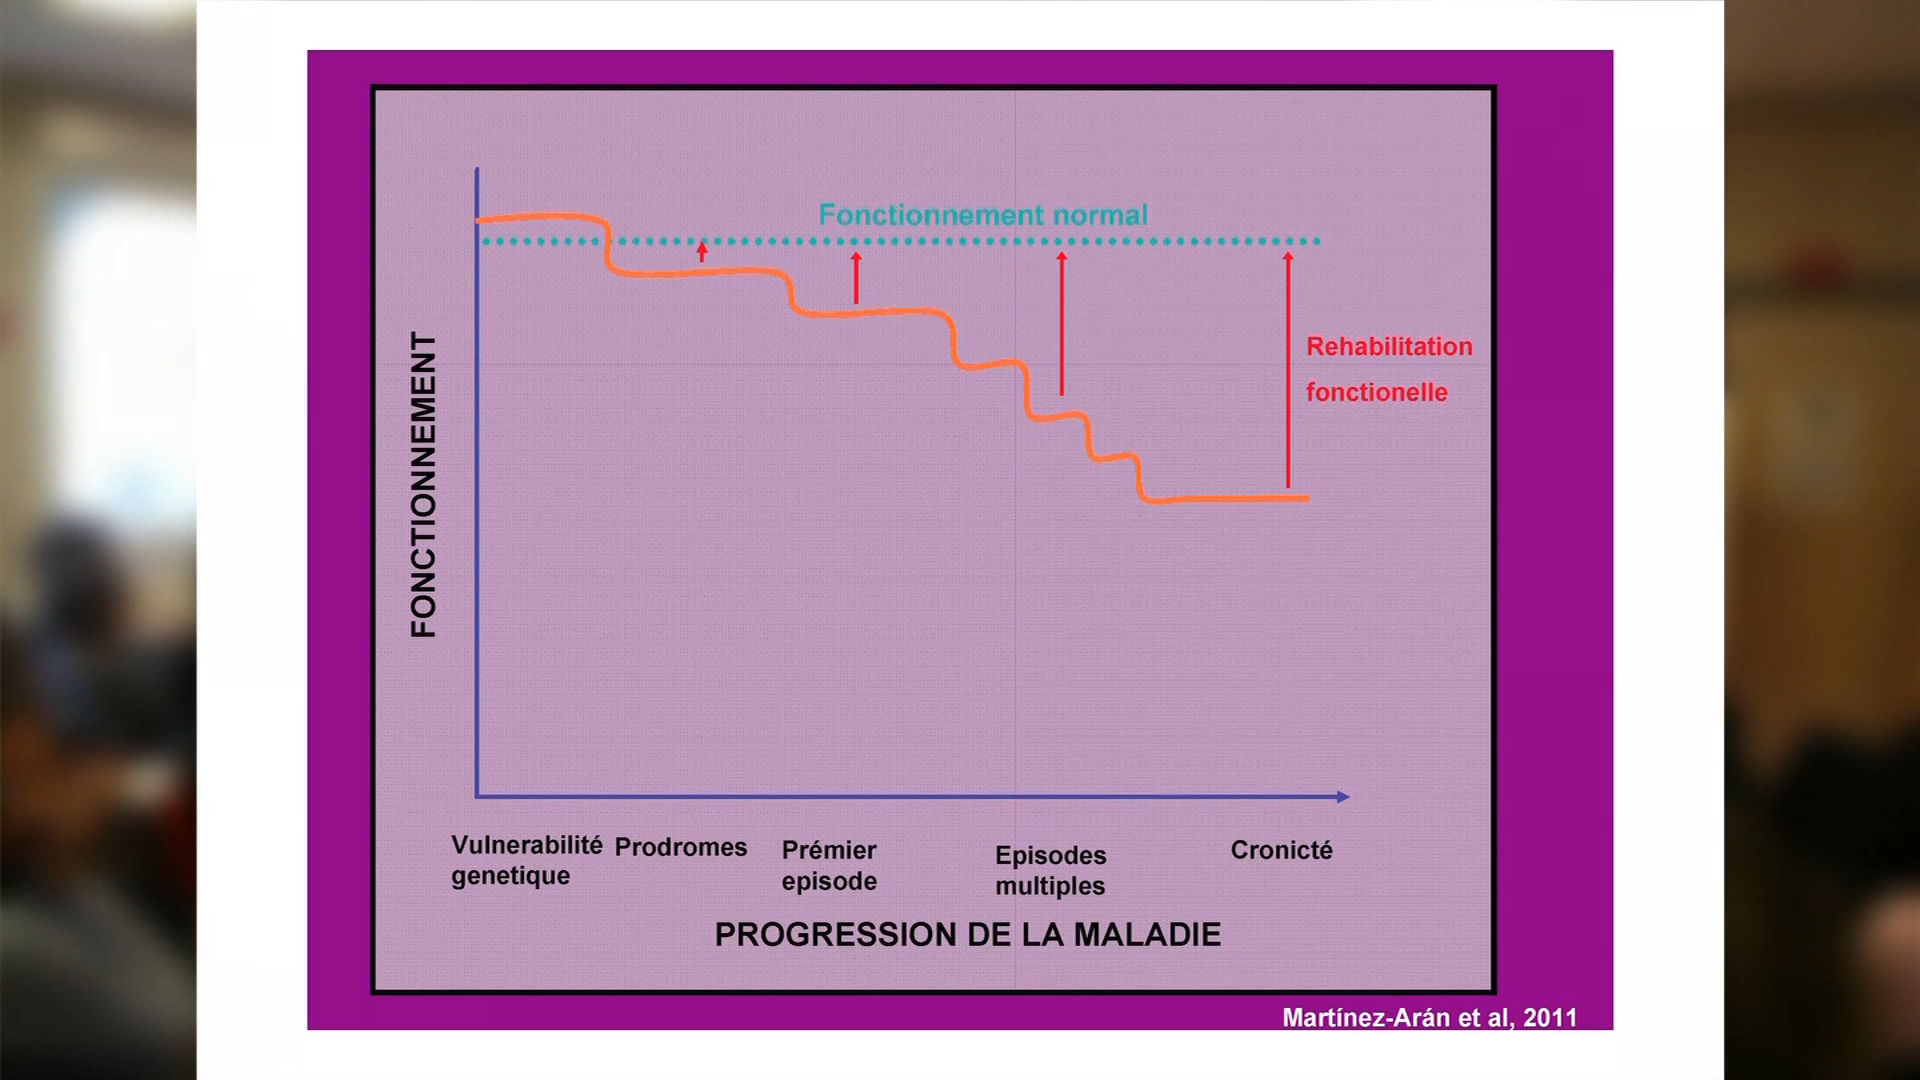 Fonctionnement normal
Rehabilitation
fonctionelle
FONCTIONNEMENT
Vulnerabilité
genetique
Prodromes
Prémier
episode
Episodes
multiples
Cronicté
PROGRESSION DE LA MALADIE
Martínez-Arán et al, 2011